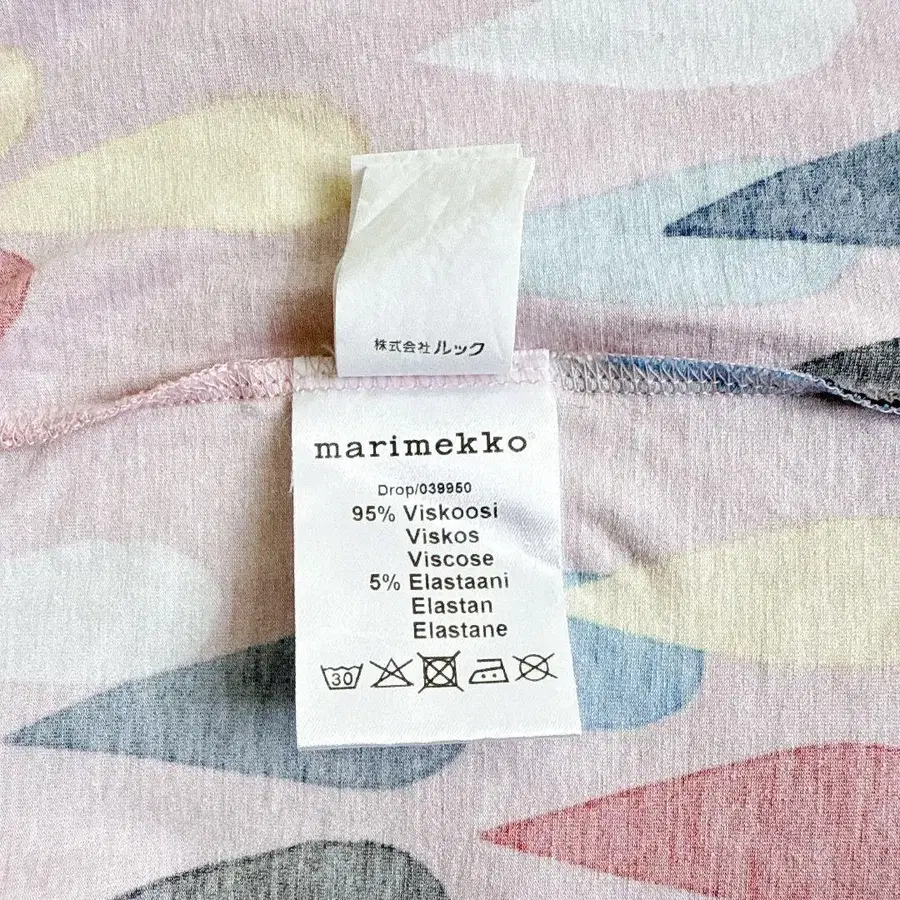 株式会社ルック
marimekko®
Drop/039950
95% Viskoosi
Viskos
Viscose
5% Elastaani
Elastan
Elastane
30